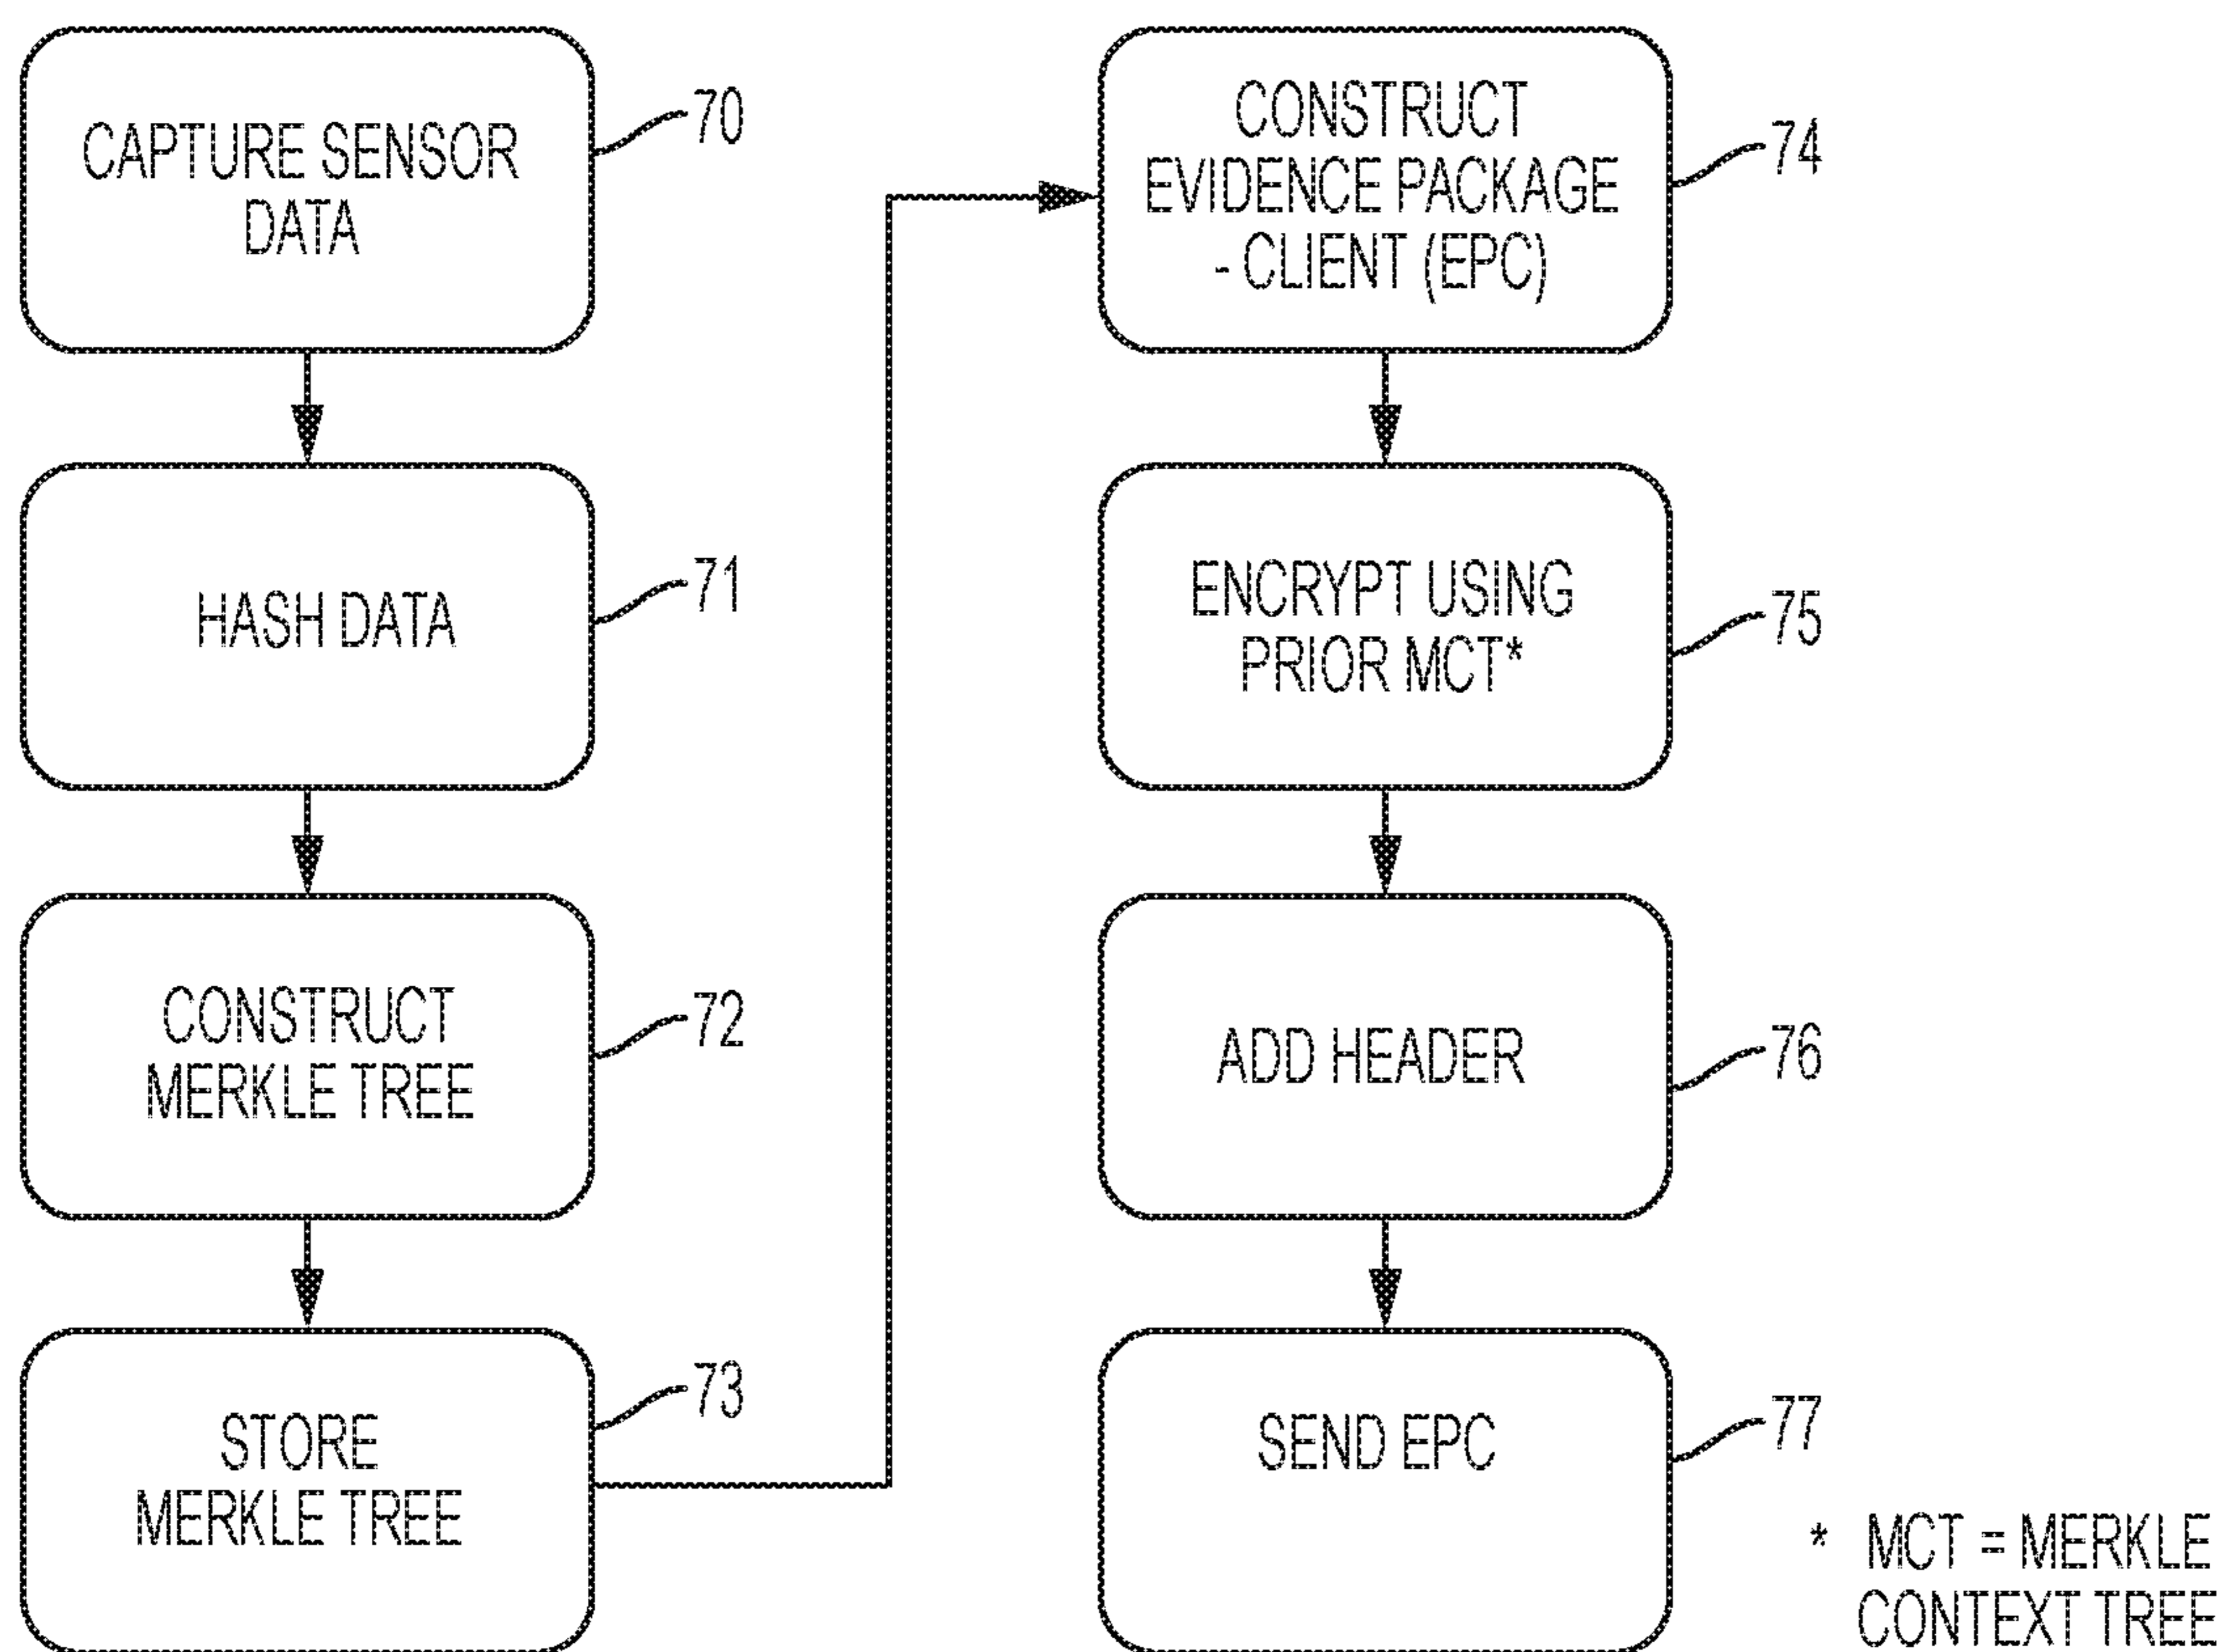 CAPTURE SENSOR
DATA
70
HASH DATA
71
CONSTRUCT
MERKLE TREE
72
STORE
MERKLE TREE
73
CONSTRUCT
EVIDENCE PACKAGE
- CLIENT (EPC)
74
ENCRYPT USING
PRIOR MCT*
75
ADD HEADER
76
SEND EPC
77
* MCT = MERKLE
CONTEXT TREE